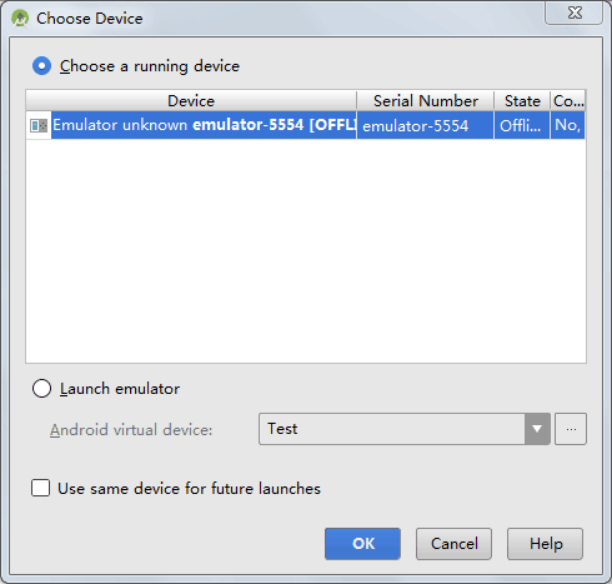 Choose Device
Choose a running device
Device Serial Number State Co...
Emulator unknown emulator-5554 [OFFLI emulator-5554 Offli... No,
Launch emulator
Android virtual device: Test ...
Use same device for future launches
OK Cancel Help